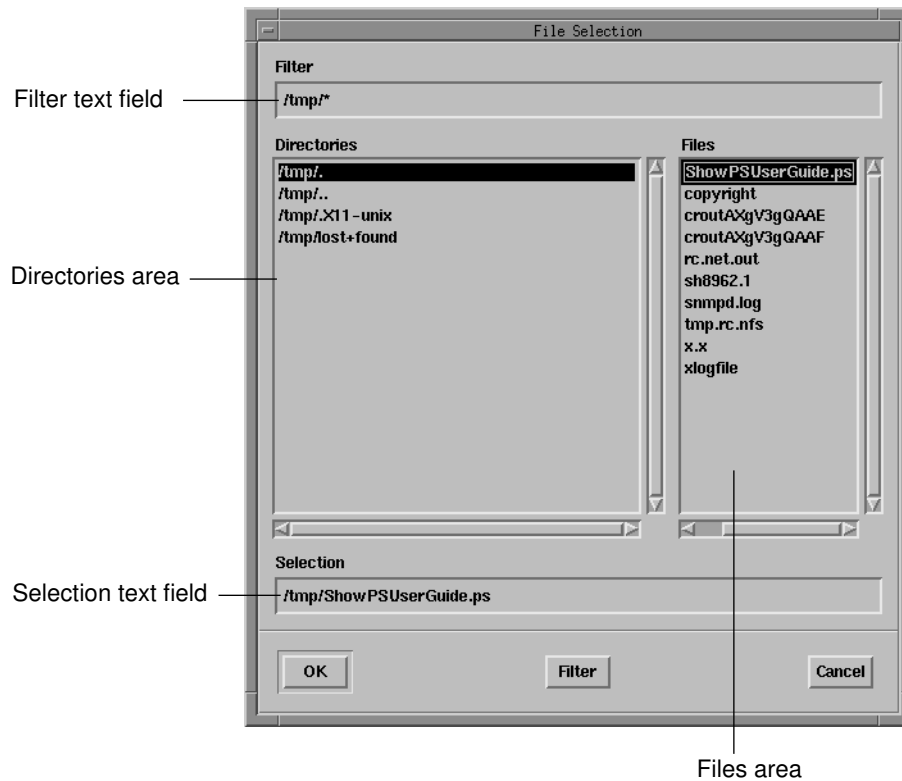 File Selection
Filter
Filter text field
/tmp/*
Directories
/tmp/.
/tmp/..
/tmp/.X11-unix
/tmp/lost+found
Directories area
Files
ShowPSUserGuide.ps
copyright
croutAXgV3gQAAE
croutAXgV3gQAAF
rc.net.out
sh8962.1
snmpd.log
tmp.rc.nfs
x.x
xlogfile
Selection
Selection text field
/tmp/ShowPSUserGuide.ps
OK
Filter
Cancel
Files area